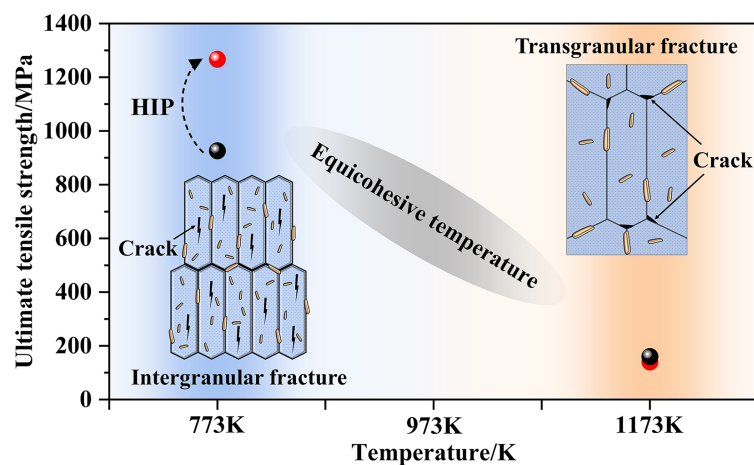 1400
1200
1000
800
600
400
200
0
Ultimate tensile strength/MPa
HIP
Crack
Intergranular fracture
Equicohesive temperature
Transgranular fracture
Crack
773K
973K
1173K
Temperature/K